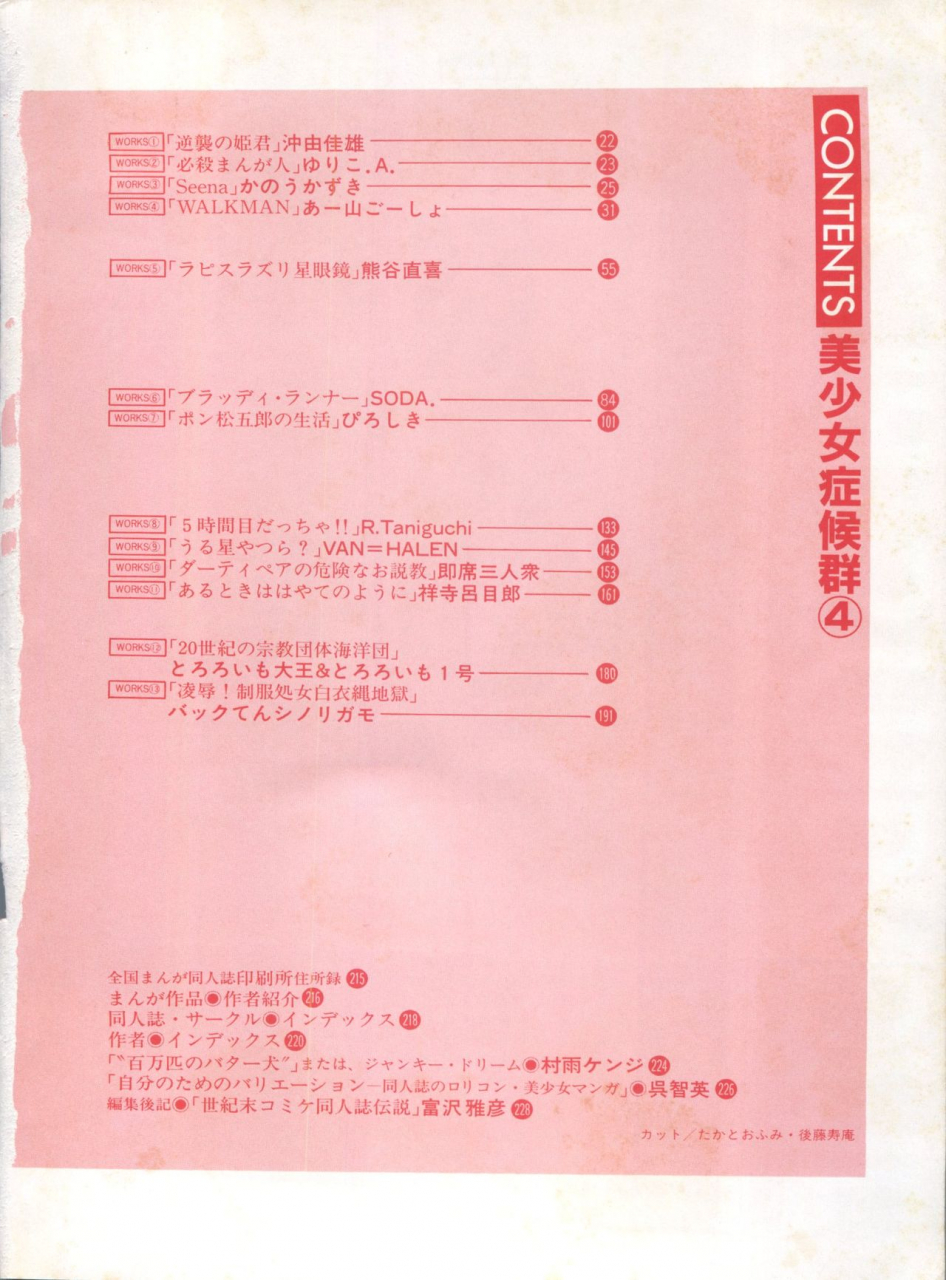 CONTENTS 美少女症候群④
WORKS① 「逆襲の姫君」沖由佳雄 22
WORKS② 「必殺まんが人」ゆりこ.A. 23
WORKS③ 「Seena」かのうかずき 25
WORKS④ 「WALKMAN」あー山ごーしょ 31
WORKS⑤ 「ラピスラズリ星眼鏡」熊谷直喜 55
WORKS⑥ 「ブラッディ・ランナー」SODA. 84
WORKS⑦ 「ポン松五郎の生活」ぴろしき 101
WORKS⑧ 「5時間目だっちゃ!!」R.Taniguchi 133
WORKS⑨ 「うる星やつら?」VAN=HALEN 145
WORKS⑩ 「ダーティペアの危険なお説教」即席三人衆 153
WORKS⑪ 「あるときははやてのように」祥寺呂目郎 161
WORKS⑫ 「20世紀の宗教団体海洋団」
とろろいも大王&とろろいも1号 180
WORKS⑬ 「凌辱!制服処女白衣縄地獄」
バックてんシノリガモ 191
全国まんが同人誌印刷所住所録 215
まんが作品◉作者紹介 216
同人誌・サークル◉インデックス 218
作者◉インデックス 220
「〝百万匹のバター犬〟」または、ジャンキー・ドリーム◉村雨ケンジ 224
「自分のためのバリエーション―同人誌のロリコン・美少女マンガ」◉呉智英 226
編集後記◉「世紀末コミケ同人誌伝説」富沢雅彦 228
カット/たかとおふみ・後藤寿庵